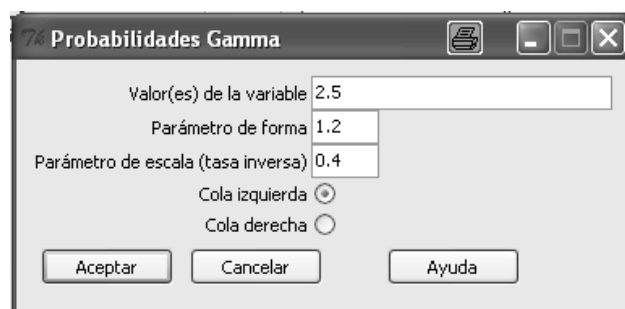 Probabilidades Gamma
Valor(es) de la variable 2.5
Parámetro de forma 1.2
Parámetro de escala (tasa inversa) 0.4
Cola izquierda
Cola derecha
Aceptar Cancelar Ayuda